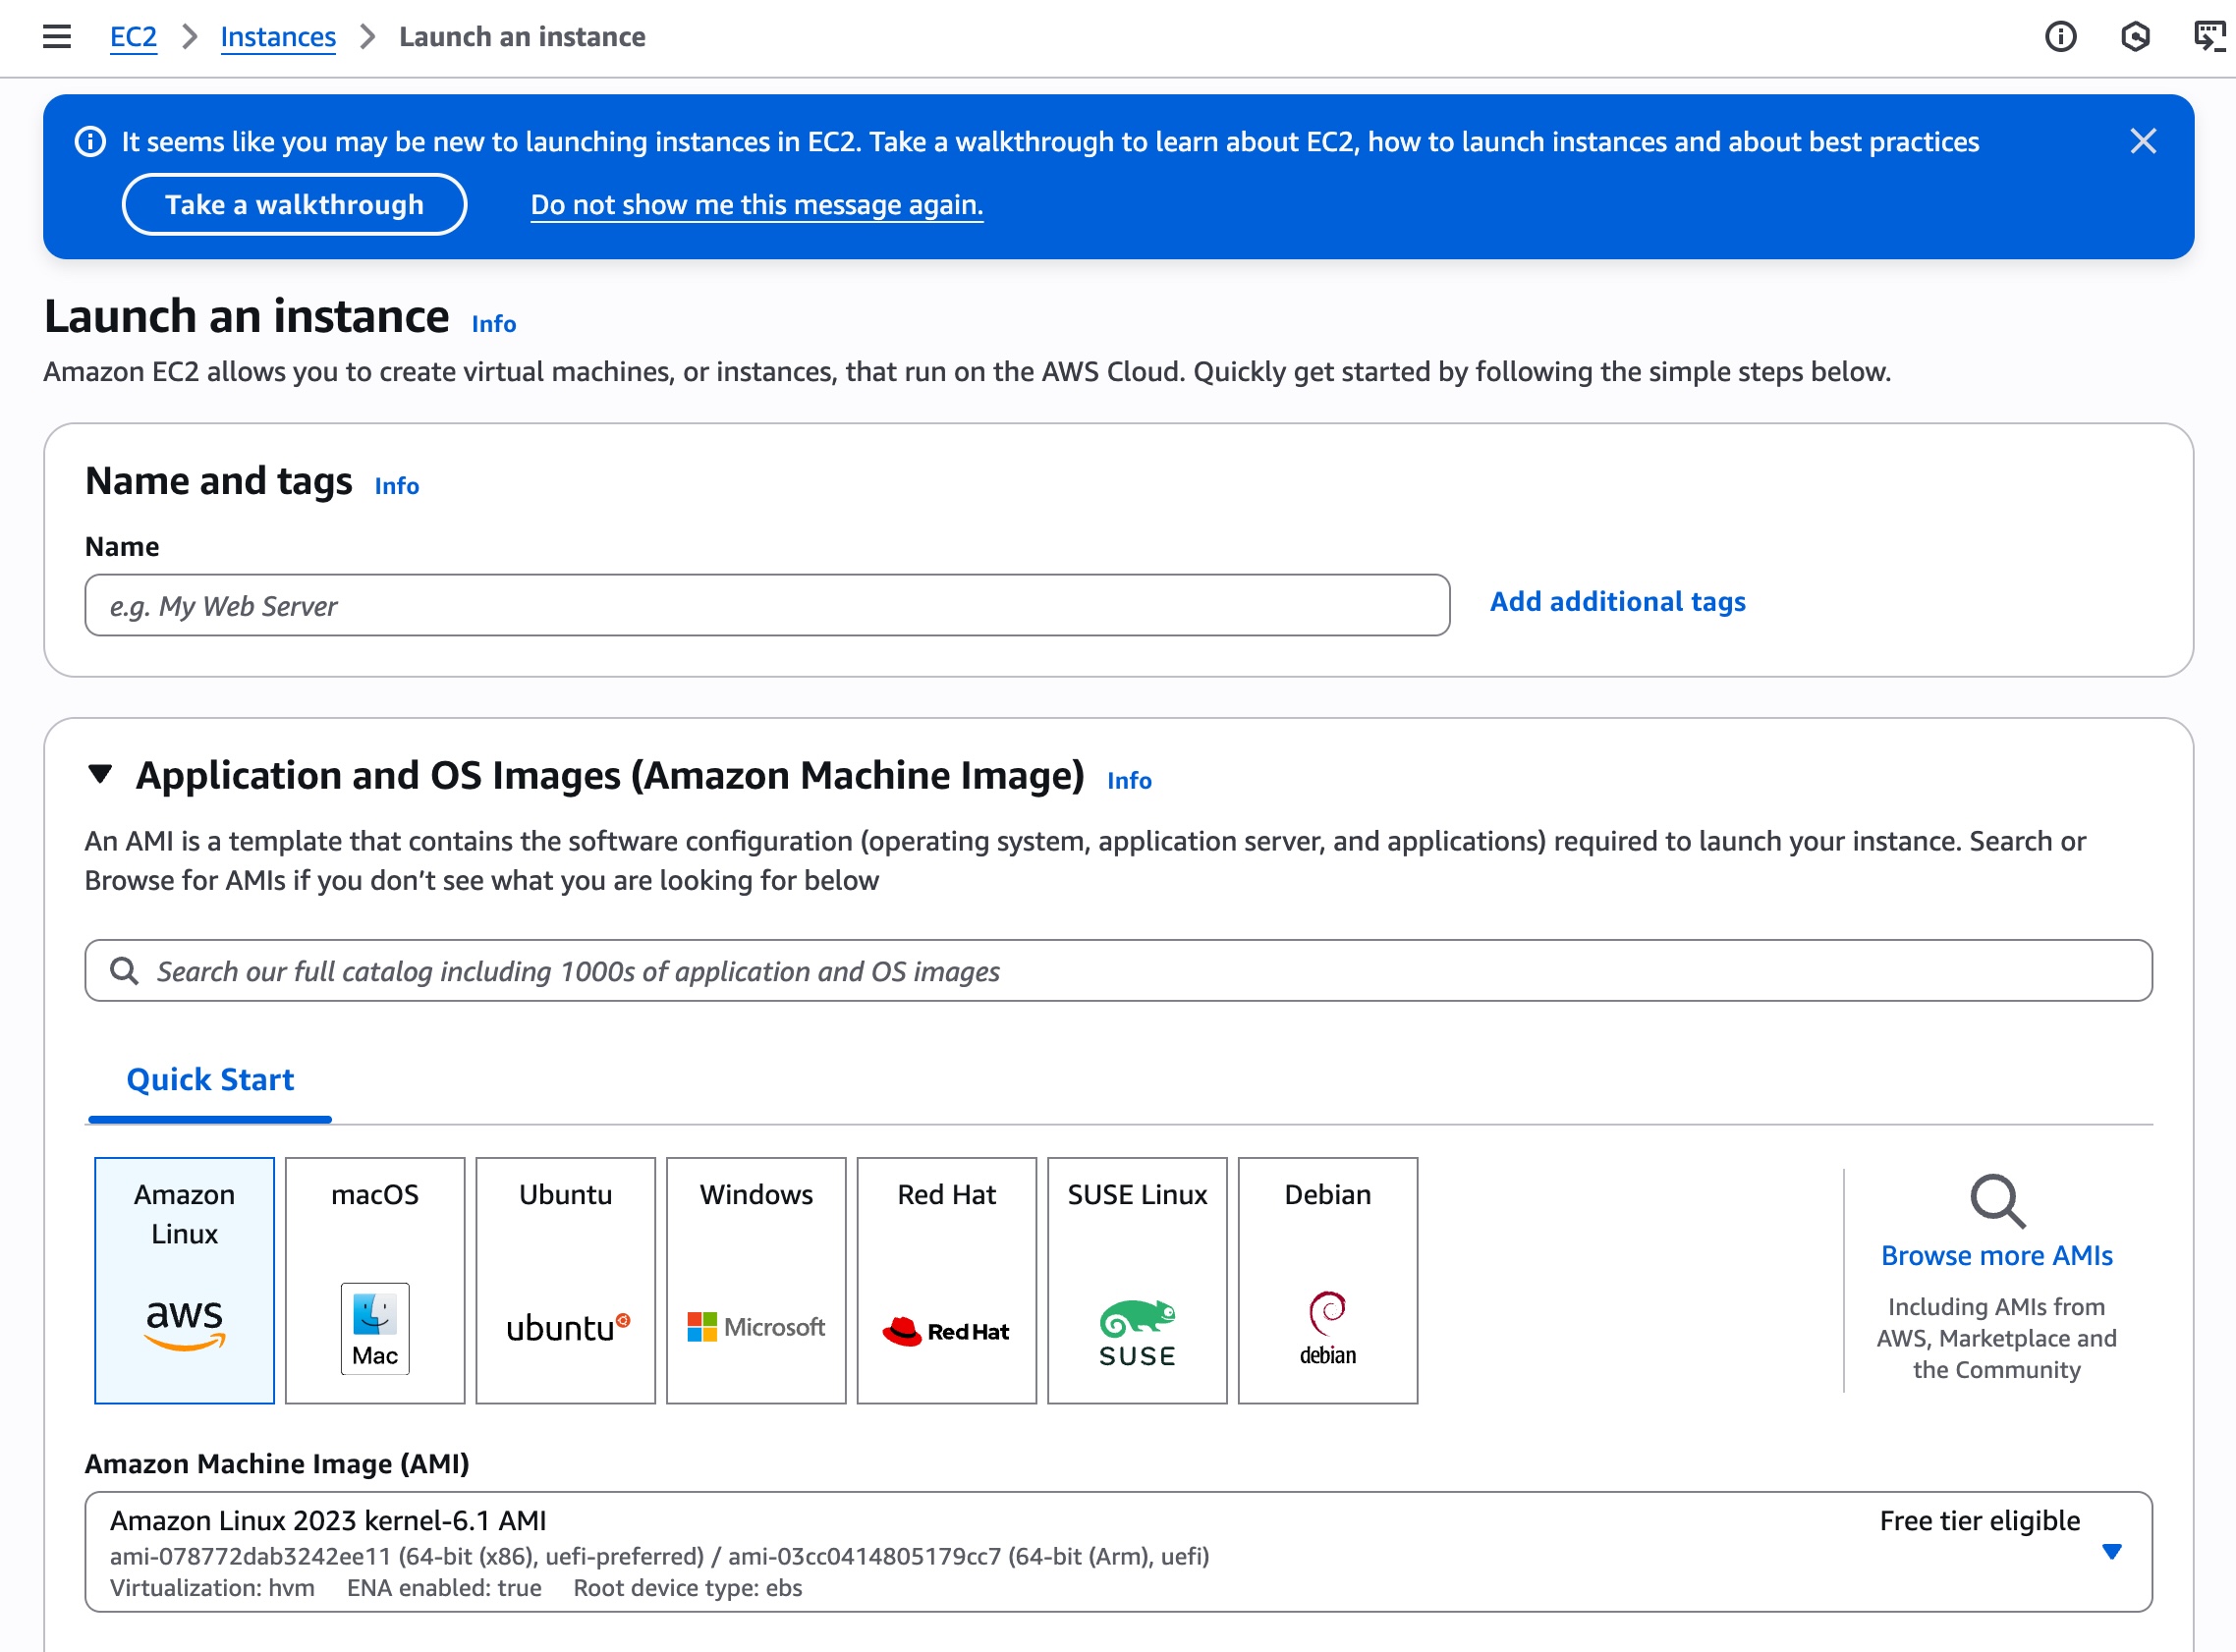 EC2 > Instances > Launch an instance
It seems like you may be new to launching instances in EC2. Take a walkthrough to learn about EC2, how to launch instances and about best practices
Take a walkthrough
Do not show me this message again.
Launch an instance Info
Amazon EC2 allows you to create virtual machines, or instances, that run on the AWS Cloud. Quickly get started by following the simple steps below.
Name and tags Info
Name
e.g. My Web Server
Add additional tags
Application and OS Images (Amazon Machine Image) Info
An AMI is a template that contains the software configuration (operating system, application server, and applications) required to launch your instance. Search or
Browse for AMIs if you don’t see what you are looking for below
Search our full catalog including 1000s of application and OS images
Quick Start
Amazon
Linux
aws
macOS
Mac
Ubuntu
ubuntu
Windows
Microsoft
Red Hat
Red Hat
SUSE Linux
SUSE
Debian
debian
Browse more AMIs
Including AMIs from
AWS, Marketplace and
the Community
Amazon Machine Image (AMI)
Amazon Linux 2023 kernel-6.1 AMI
Free tier eligible
ami-078772dab3242ee11 (64-bit (x86), uefi-preferred) / ami-03cc0414805179cc7 (64-bit (Arm), uefi)
Virtualization: hvm ENA enabled: true Root device type: ebs